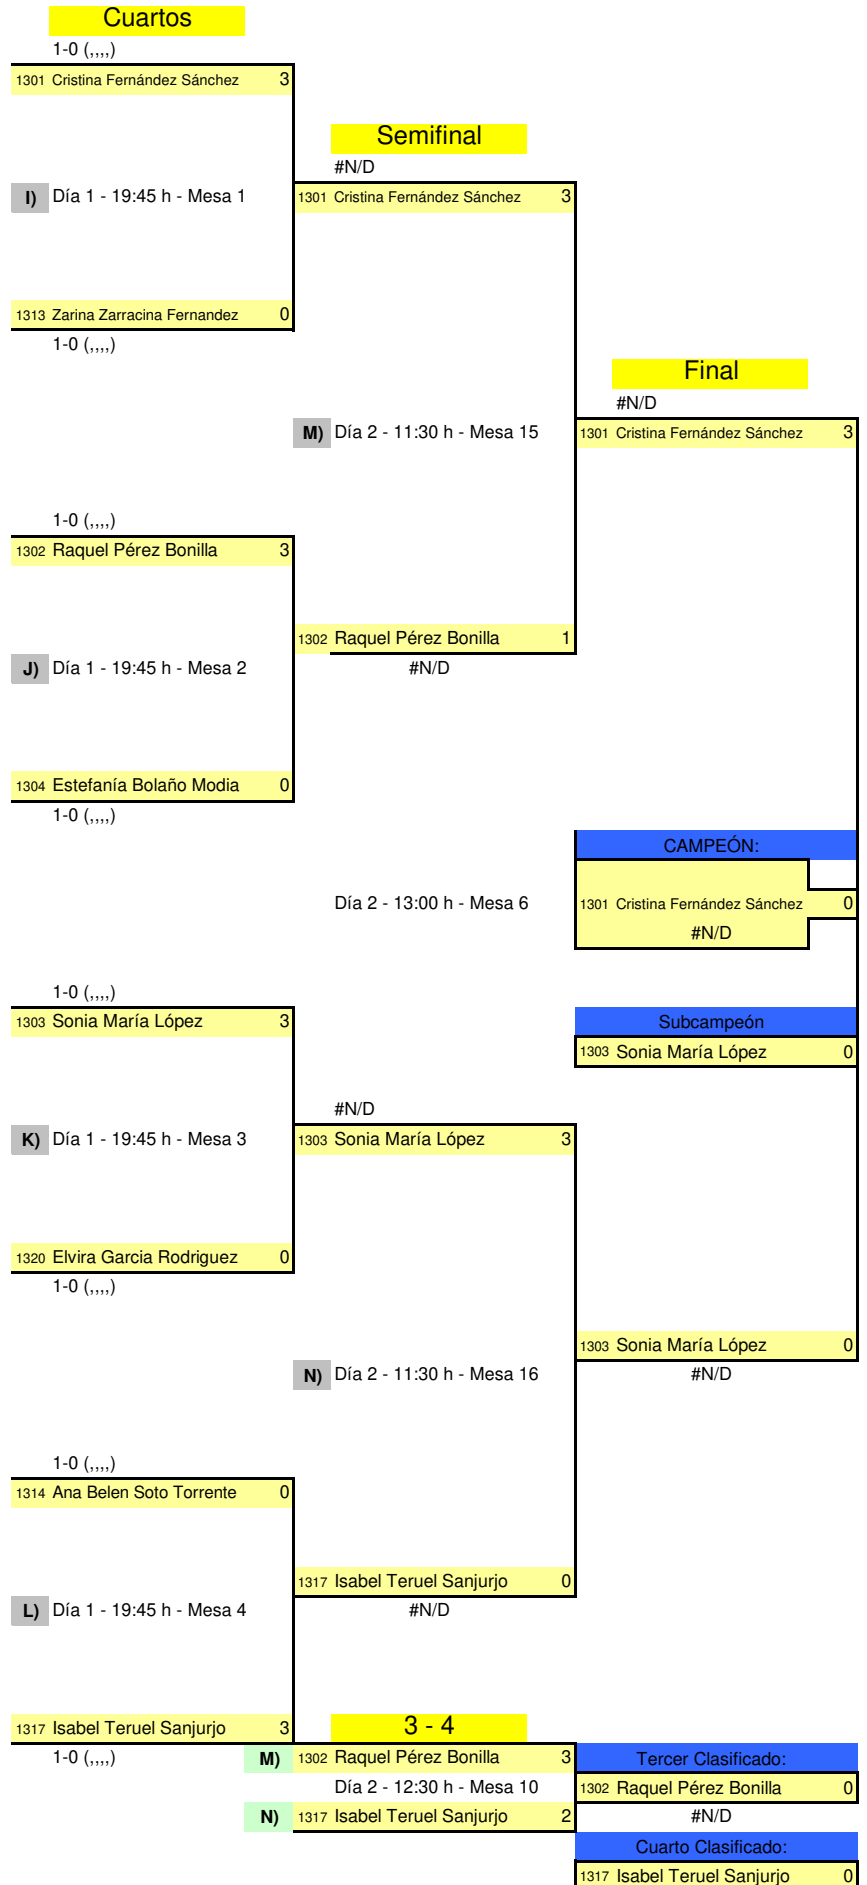 Cuartos
1-0 (,,,,)
1301 Cristina Fernández Sánchez 3
Semifinal
#N/D
I) Día 1 - 19:45 h - Mesa 1
1301 Cristina Fernández Sánchez 3
1313 Zarina Zarracina Fernandez 0
1-0 (,,,,)
Final
#N/D
M) Día 2 - 11:30 h - Mesa 15
1301 Cristina Fernández Sánchez 3
1-0 (,,,,)
1302 Raquel Pérez Bonilla 3
1302 Raquel Pérez Bonilla 1
J) Día 1 - 19:45 h - Mesa 2
#N/D
1304 Estefanía Bolaño Modia 0
1-0 (,,,,)
CAMPEÓN:
Día 2 - 13:00 h - Mesa 6
1301 Cristina Fernández Sánchez 0
#N/D
1-0 (,,,,)
1303 Sonia María López 3
Subcampeón
1303 Sonia María López 0
#N/D
K) Día 1 - 19:45 h - Mesa 3
1303 Sonia María López 3
1320 Elvira Garcia Rodriguez 0
1-0 (,,,,)
1303 Sonia María López 0
N) Día 2 - 11:30 h - Mesa 16
#N/D
1-0 (,,,,)
1314 Ana Belen Soto Torrente 0
1317 Isabel Teruel Sanjurjo 0
L) Día 1 - 19:45 h - Mesa 4
#N/D
1317 Isabel Teruel Sanjurjo 3
3 - 4
1-0 (,,,,)
M) 1302 Raquel Pérez Bonilla 3
Tercer Clasificado:
Día 2 - 12:30 h - Mesa 10
1302 Raquel Pérez Bonilla 0
N) 1317 Isabel Teruel Sanjurjo 2
#N/D
Cuarto Clasificado:
1317 Isabel Teruel Sanjurjo 0